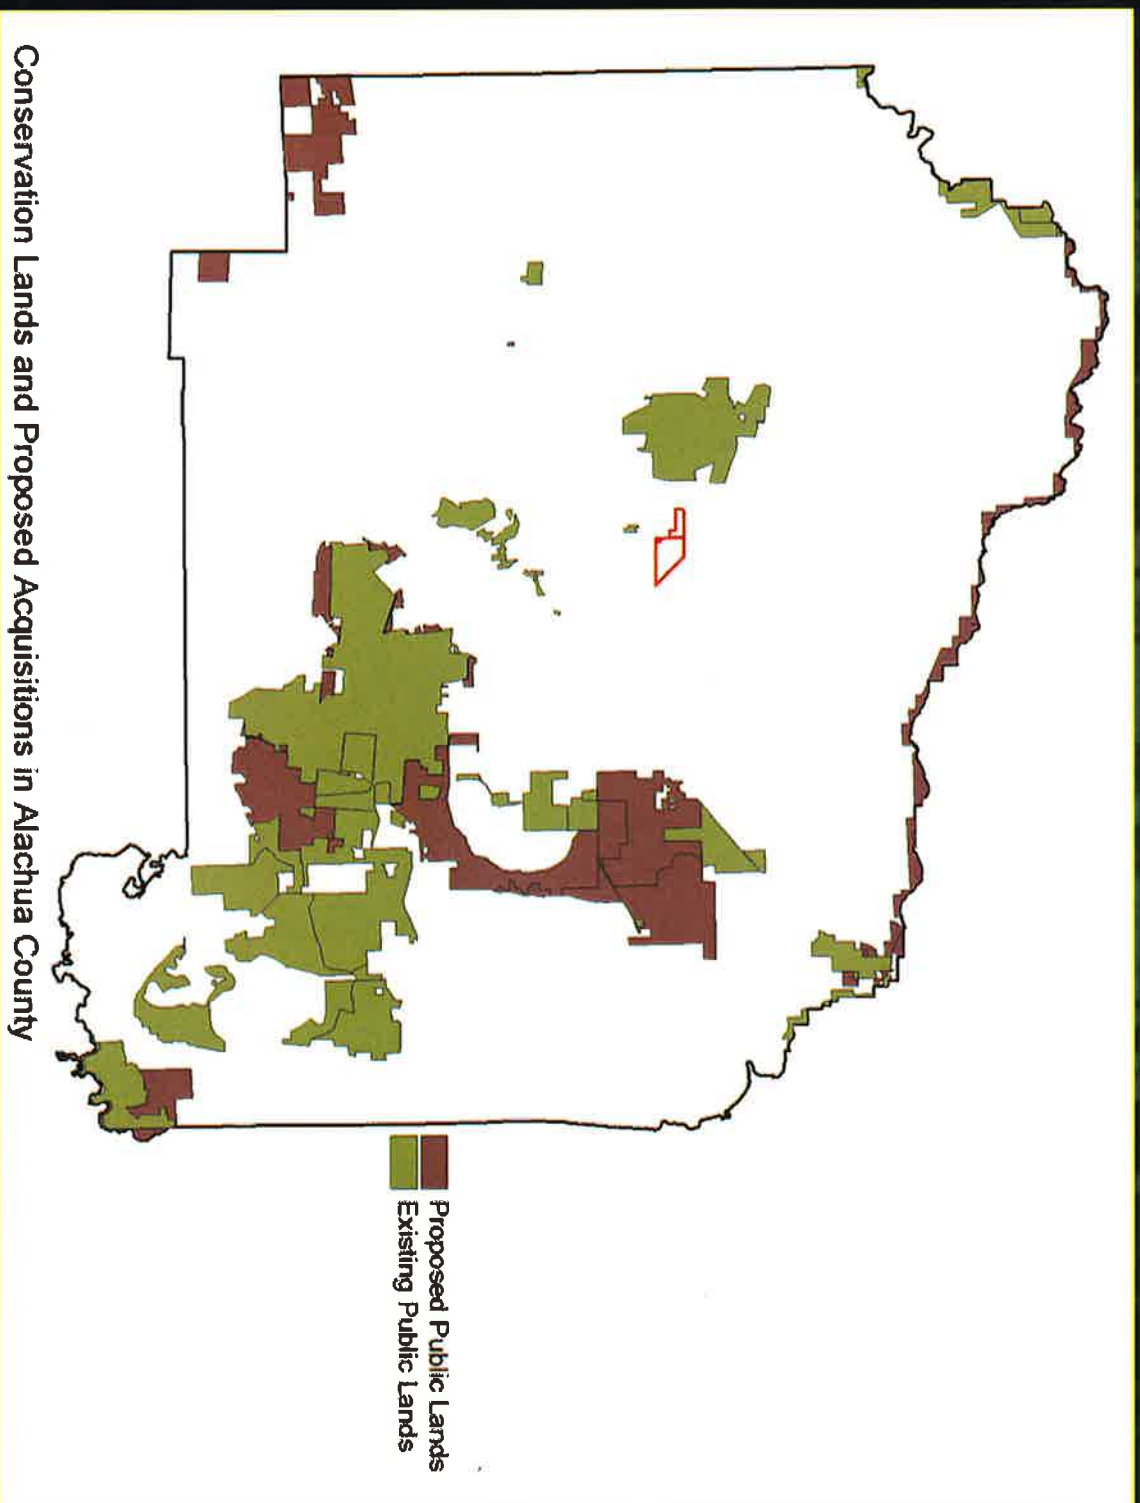 Proposed Public Lands
Existing Public Lands
Conservation Lands and Proposed Acquisitions in Alachua County